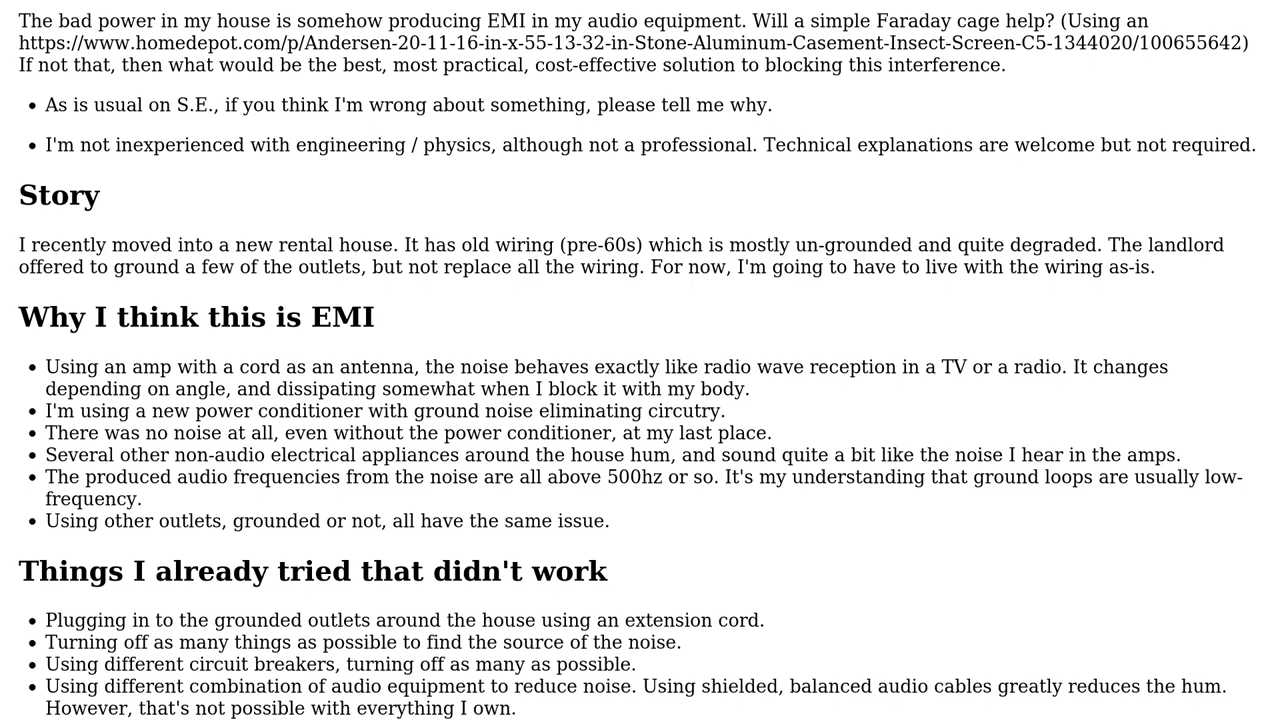 The bad power in my house is somehow producing EMI in my audio equipment. Will a simple Faraday cage help? (Using an
https://www.homedepot.com/p/Andersen-20-11-16-in-x-55-13-32-in-Stone-Aluminum-Casement-Insect-Screen-C5-1344020/100655642)
If not that, then what would be the best, most practical, cost-effective solution to blocking this interference.
• As is usual on S.E., if you think I'm wrong about something, please tell me why.
• I'm not inexperienced with engineering / physics, although not a professional. Technical explanations are welcome but not required.
Story
I recently moved into a new rental house. It has old wiring (pre-60s) which is mostly un-grounded and quite degraded. The landlord
offered to ground a few of the outlets, but not replace all the wiring. For now, I'm going to have to live with the wiring as-is.
Why I think this is EMI
• Using an amp with a cord as an antenna, the noise behaves exactly like radio wave reception in a TV or a radio. It changes
depending on angle, and dissipating somewhat when I block it with my body.
• I'm using a new power conditioner with ground noise eliminating circutry.
• There was no noise at all, even without the power conditioner, at my last place.
• Several other non-audio electrical appliances around the house hum, and sound quite a bit like the noise I hear in the amps.
• The produced audio frequencies from the noise are all above 500hz or so. It's my understanding that ground loops are usually low-
frequency.
• Using other outlets, grounded or not, all have the same issue.
Things I already tried that didn't work
• Plugging in to the grounded outlets around the house using an extension cord.
• Turning off as many things as possible to find the source of the noise.
• Using different circuit breakers, turning off as many as possible.
• Using different combination of audio equipment to reduce noise. Using shielded, balanced audio cables greatly reduces the hum.
However, that's not possible with everything I own.